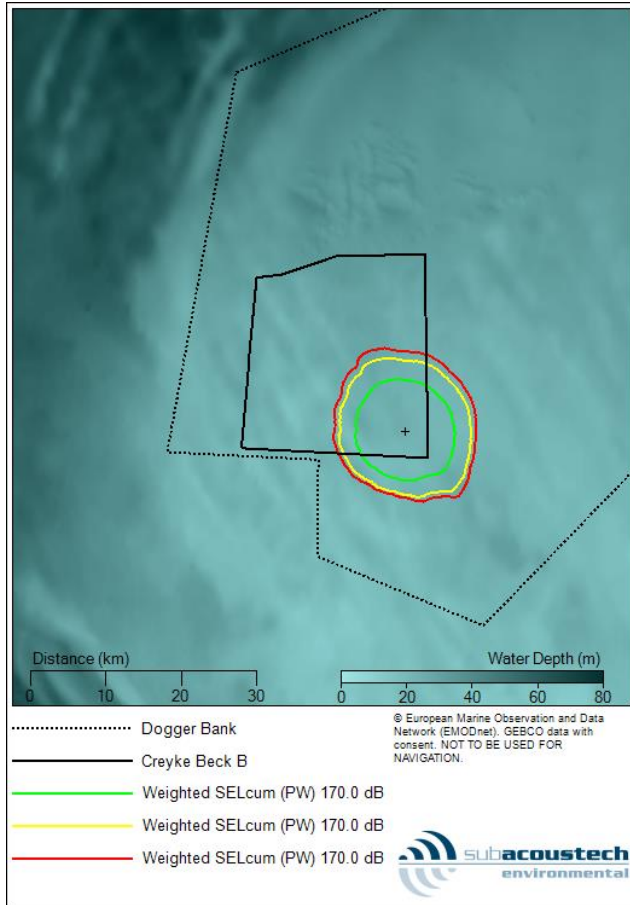 Distance (km)
0 10 20 30
Water Depth (m)
0 20 40 60 80
Dogger Bank
Creyke Beck B
Weighted SELcum (PW) 170.0 dB
Weighted SELcum (PW) 170.0 dB
Weighted SELcum (PW) 170.0 dB
© European Marine Observation and Data
Network (EMODnet). GEBCO data with
consent. NOT TO BE USED FOR
NAVIGATION.
subacoustech
environmental